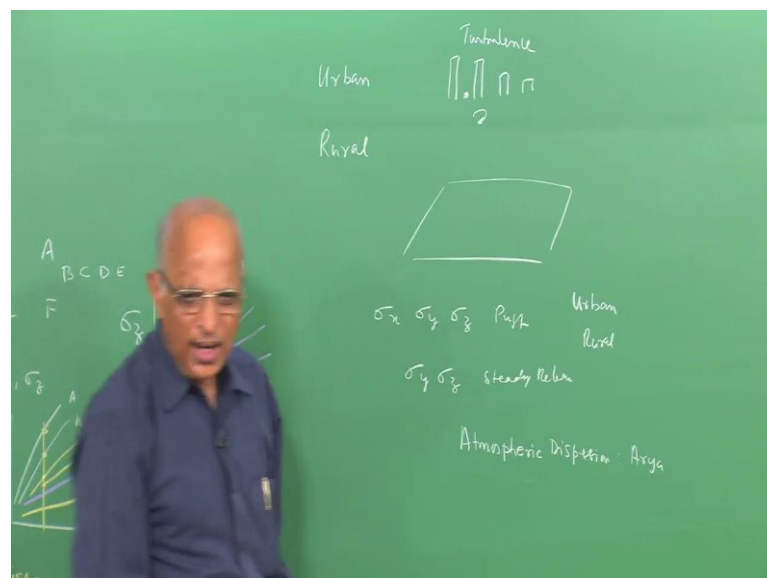 Turbulence
Urban
?
Rural
A
B C D E
F
σz
σx σy σz Puff
Urban
Rural
, σz
A
σy σz Steady Release
Atmospheric Dispersion: Arya